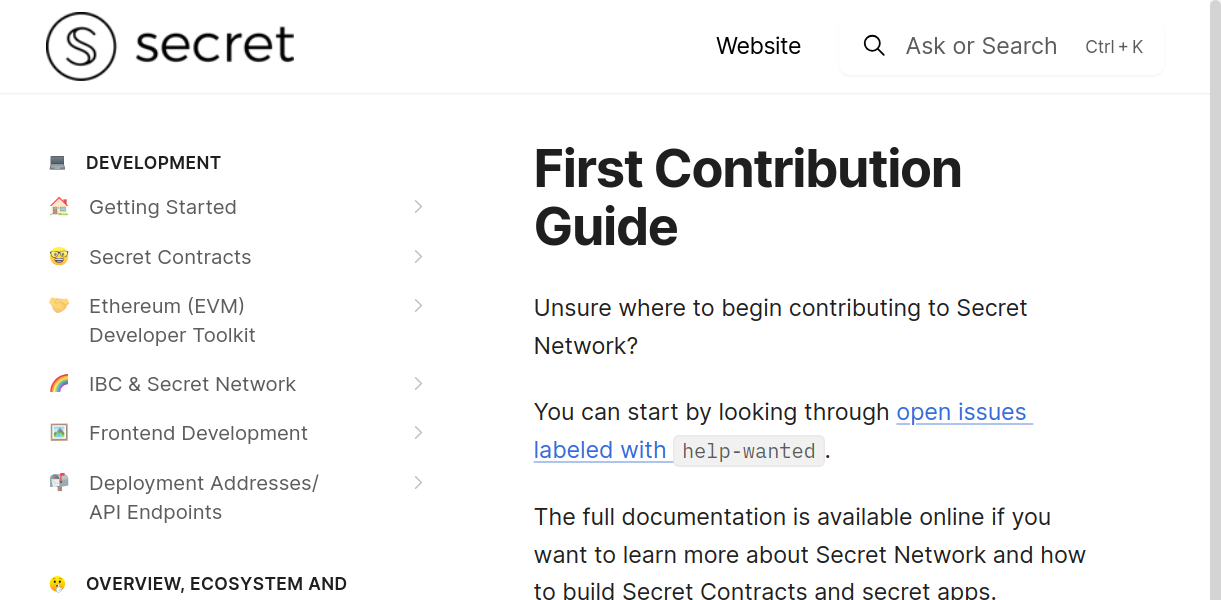 secret
Website
Ask or Search
Ctrl + K
DEVELOPMENT
Getting Started
Secret Contracts
Ethereum (EVM)
Developer Toolkit
IBC & Secret Network
Frontend Development
Deployment Addresses/
API Endpoints
OVERVIEW, ECOSYSTEM AND
First Contribution
Guide
Unsure where to begin contributing to Secret
Network?
You can start by looking through open issues
labeled with help-wanted.
The full documentation is available online if you
want to learn more about Secret Network and how
to build Secret Contracts and secret apps.